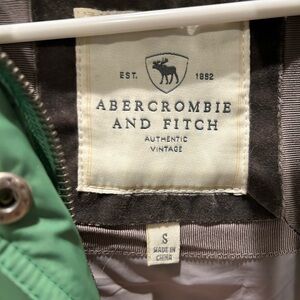 EST. 1892
ABERCROMBIE
AND FITCH
AUTHENTIC
VINTAGE
S
MADE IN
CHINA